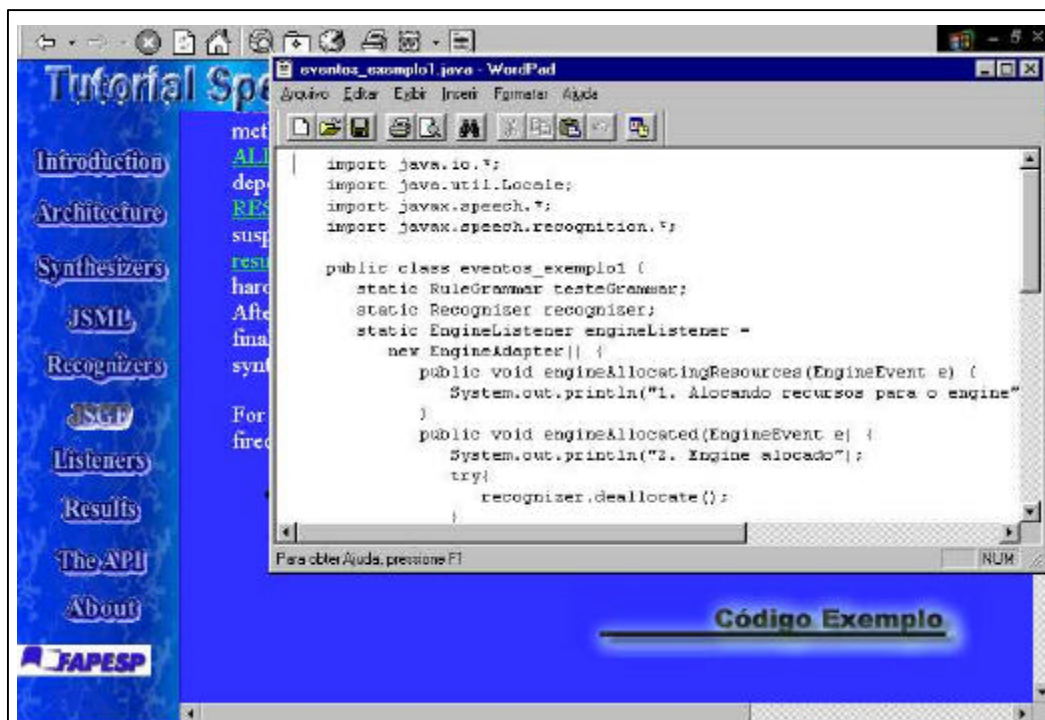 Tutorial Spe
eventos_exemplo1.java - WordPad
Arquivo Editar Exibir Inserir Formatar Ajuda
import java.io.*;
import java.util.Locale;
import javax.speech.*;
import javax.speech.recognition.*;
public class eventos_exemplo1 {
static RuleGrammar testeGrammar;
static Recognizer recognizer;
static EngineListener engineListener =
new EngineAdapter() {
public void engineAllocatingResources(EngineEvent e) {
System.out.println("1. Alocando recursos para o engine"
}
public void engineAllocated(EngineEvent e) {
System.out.println("2. Engine alocado");
try{
recognizer.deallocate();
}
Para obter Ajuda, pressione F1
NUM
Introduction
Architecture
Synthesizers
JSML
Recognizers
JSGF
Listeners
Results
The API
About
FAPESP
met
ALL
depe
RES
susp
resu
hard
Afte
fina
synt
For
fired
Código Exemplo